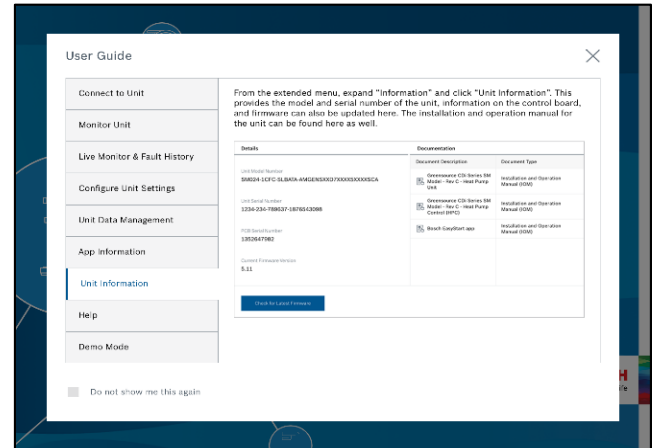 User Guide
Connect to Unit
Monitor Unit
Live Monitor & Fault History
Configure Unit Settings
Unit Data Management
App Information
Unit Information
Help
Demo Mode
From the extended menu, expand "Information" and click "Unit Information". This
provides the model and serial number of the unit, information on the control board,
and firmware can also be updated here. The installation and operation manual for
the unit can be found here as well.
Details
Unit Model Number
Unit Serial Number
1234-234-789637-1876543098
PCB Serial Number
1352647982
Current Firmware Version
5.11
Check for Latest Firmware
Documentation
Document Description
Document Type
Greensource CDi Series SM
Model - Rev C - Heat Pump
Unit
Installation and Operation
Manual (IOM)
Greensource CDi Series SM
Model - Rev C - Heat Pump
Control (HPC)
Installation and Operation
Manual (IOM)
Bosch EasyStart app
Installation and Operation
Manual (IOM)
Do not show me this again
H